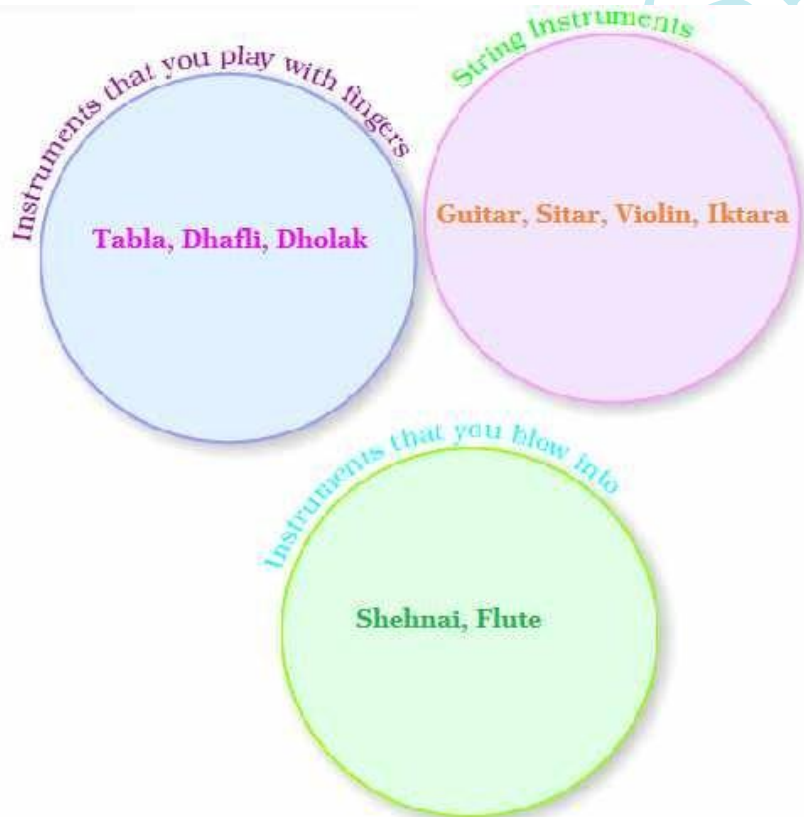 Instruments that you play with fingers
Tabla, Dhafli, Dholak
String Instruments
Guitar, Sitar, Violin, Iktara
Instruments that you blow into
Shehnai, Flute